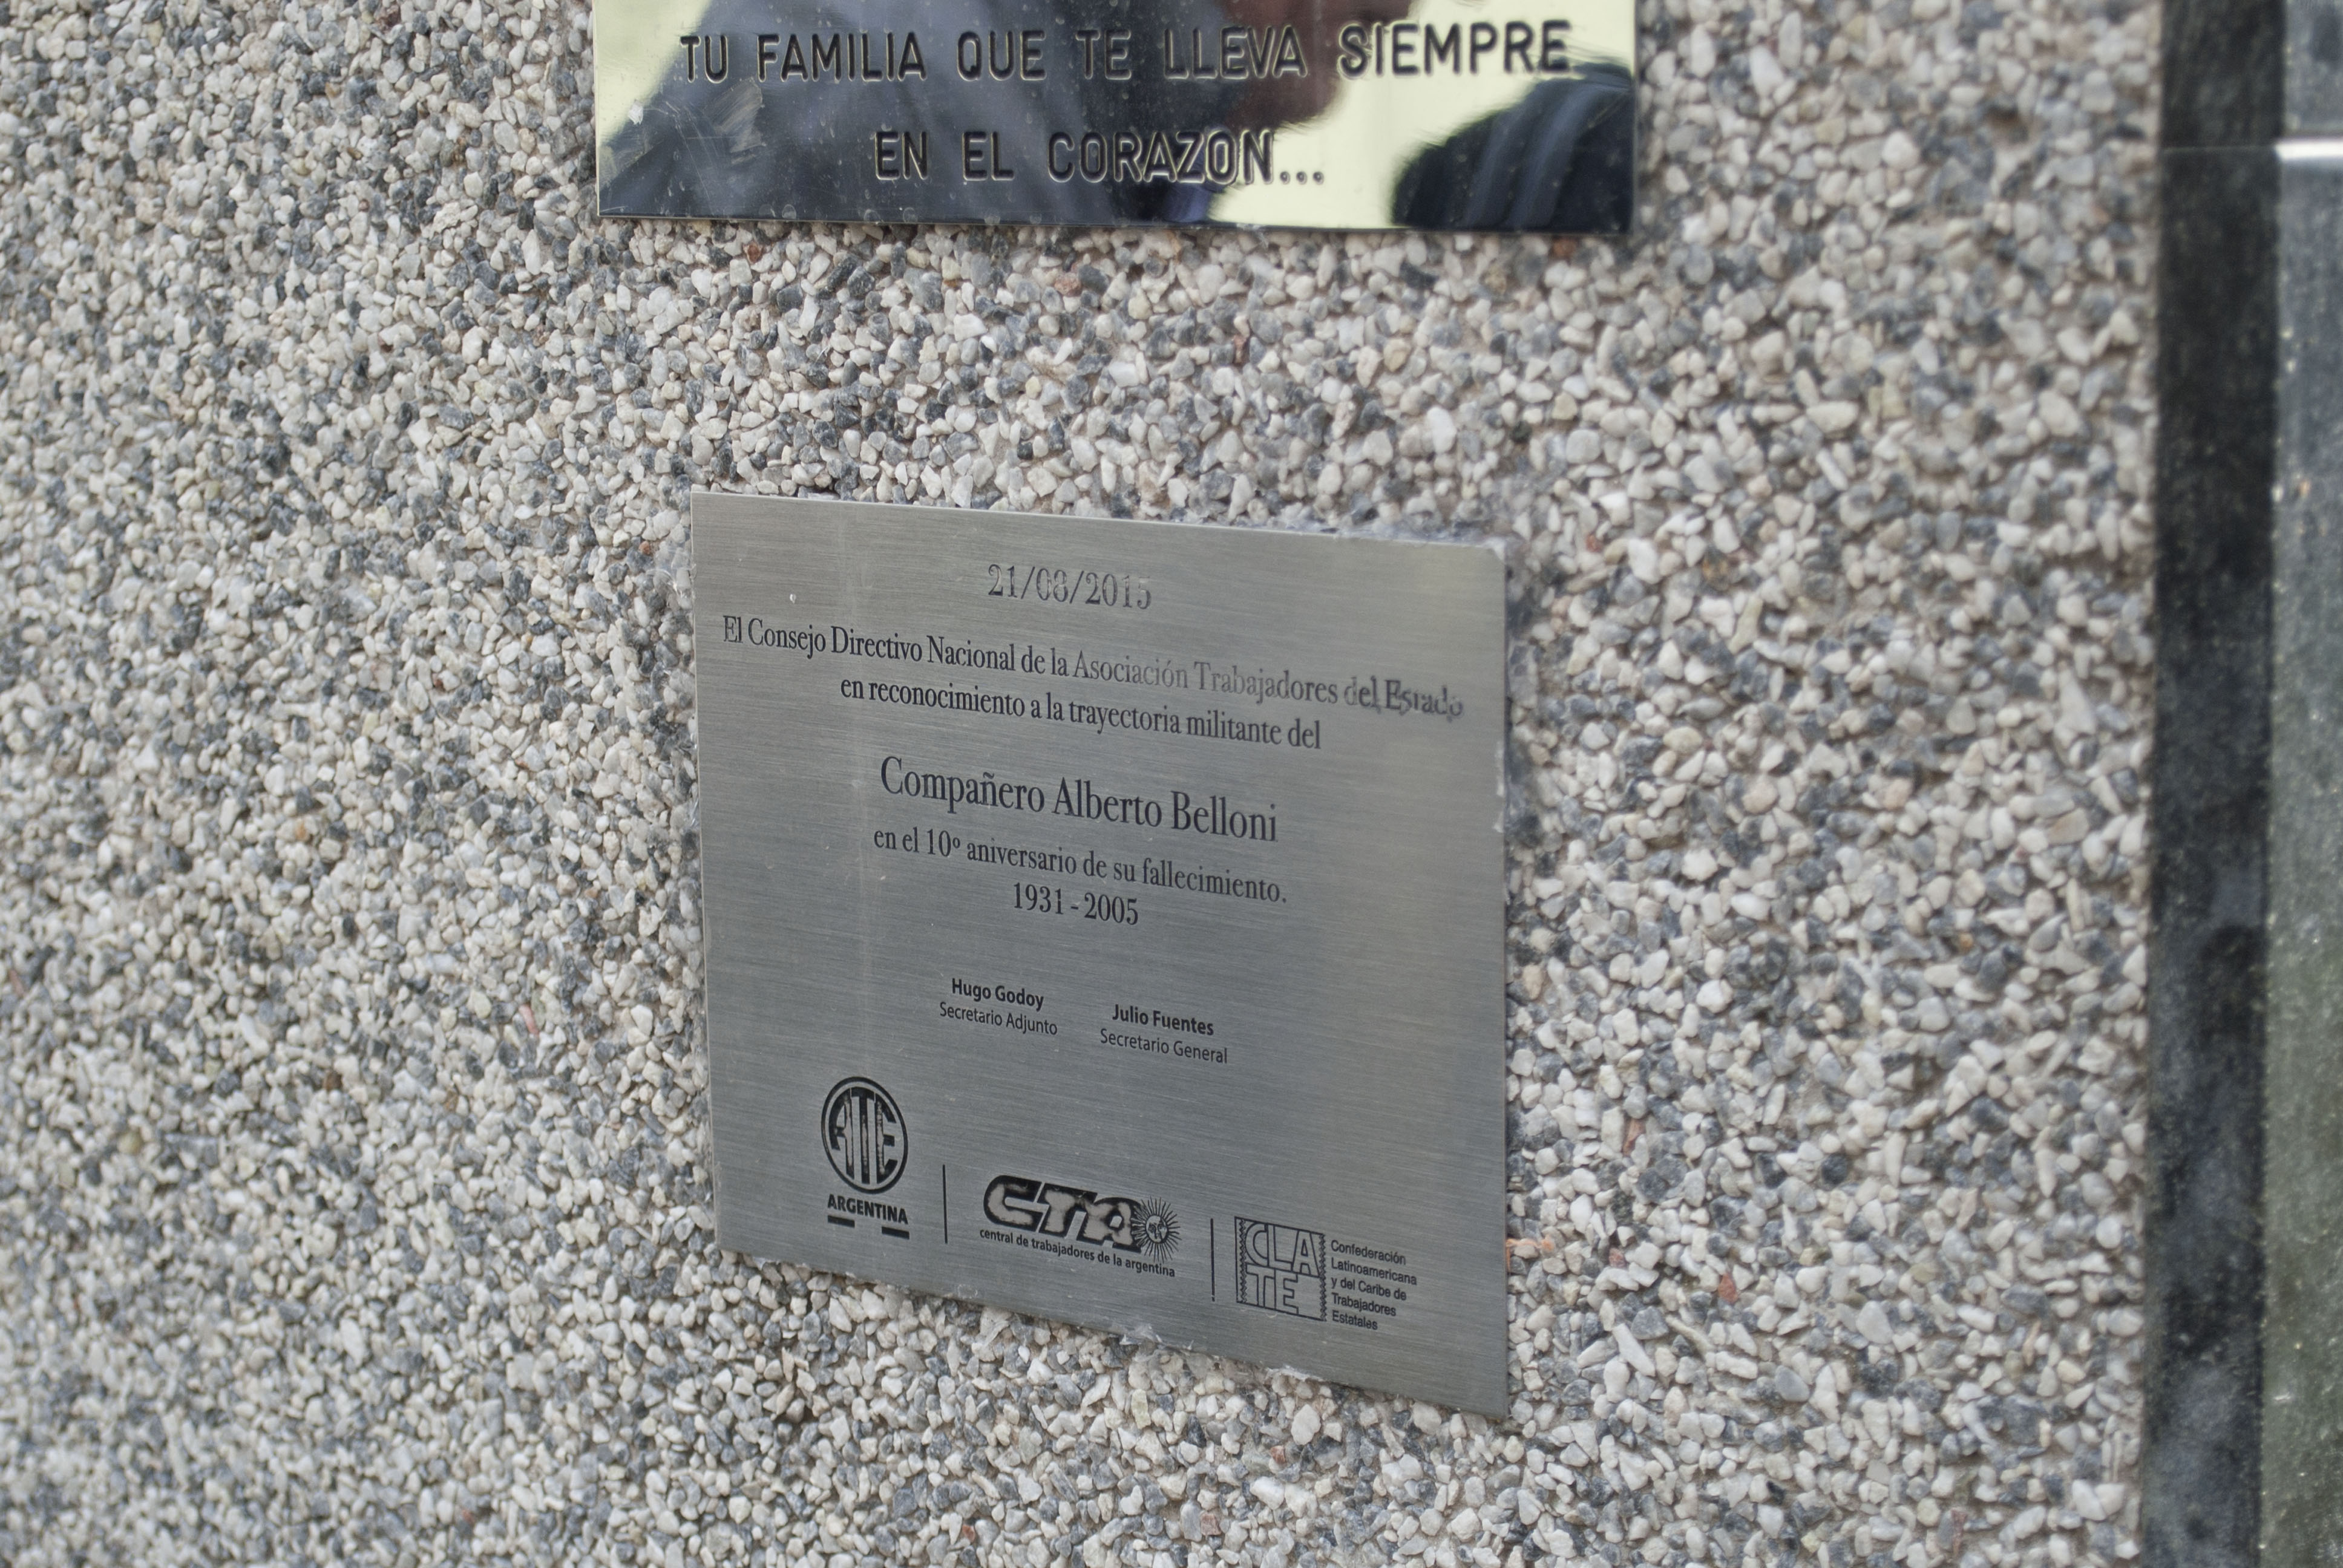 TU FAMILIA QUE TE LLEVA SIEMPRE
EN EL CORAZON...
21/08/2015
El Consejo Directivo Nacional de la Asociación Trabajadores del Estado
en reconocimiento a la trayectoria militante del
Compañero Alberto Belloni
en el 10º aniversario de su fallecimiento.
1931 - 2005
Hugo Godoy
Secretario Adjunto
Julio Fuentes
Secretario General
ATE
ARGENTINA
CTA
central de trabajadores de la argentina
CLA
TE
Confederación
Latinoamericana
y del Caribe de
Trabajadores
Estatales